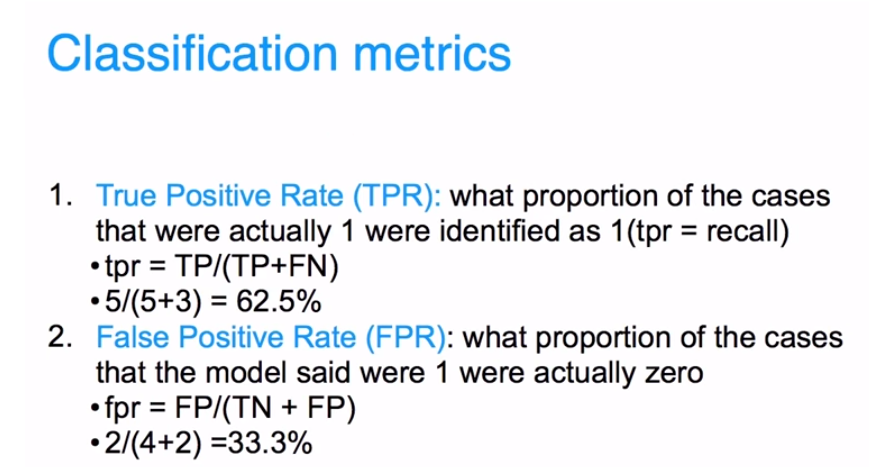 Classification metrics
1. True Positive Rate (TPR): what proportion of the cases
that were actually 1 were identified as 1(tpr = recall)
•tpr = TP/(TP+FN)
•5/(5+3) = 62.5%
2. False Positive Rate (FPR): what proportion of the cases
that the model said were 1 were actually zero
•fpr = FP/(TN + FP)
•2/(4+2) =33.3%